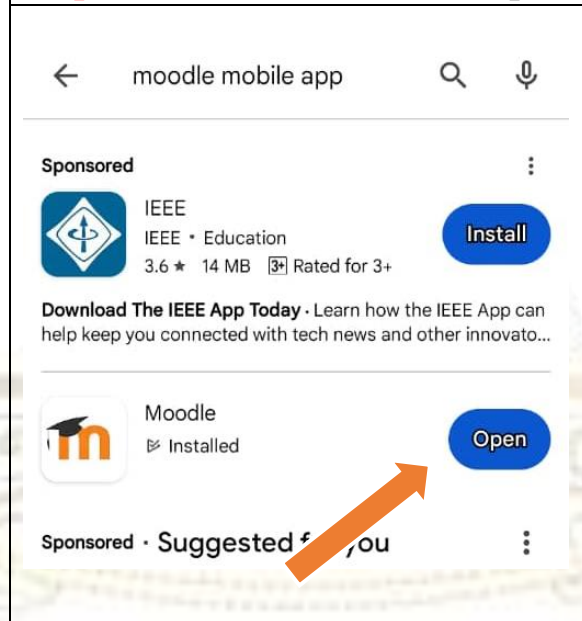 moodle mobile app
Sponsored
IEEE
IEEE • Education
Install
3.6 ★ 14 MB 3+ Rated for 3+
Download The IEEE App Today · Learn how the IEEE App can
help keep you connected with tech news and other innovato...
Moodle
Installed
Open
Sponsored · Suggested you